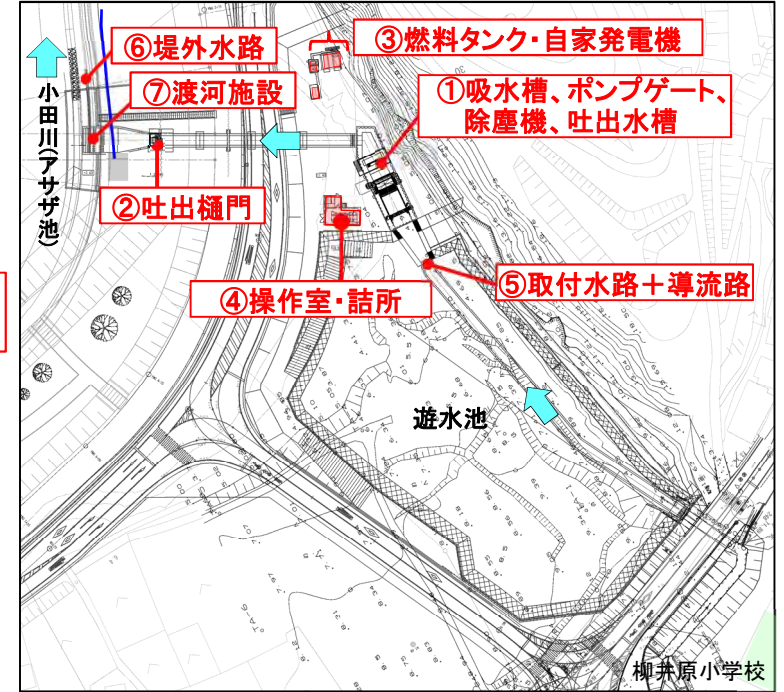 ⑥堤外水路
③燃料タンク・自家発電機
⑦渡河施設
①吸水槽、ポンプゲート、
除塵機、吐出水槽
小田川(アサザ池)
②吐出樋門
④操作室・詰所
⑤取付水路+導流路
遊水池
柳井原小学校